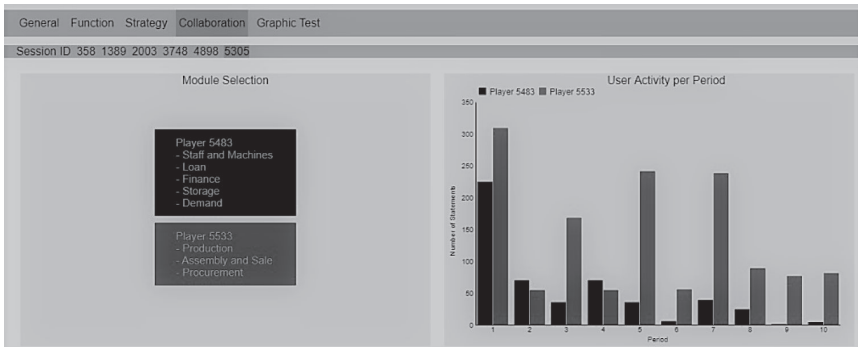 General Function Strategy Collaboration Graphic Test
Session ID 358 1389 2003 3748 4898 5305
Module Selection
Player 5483
- Staff and Machines
- Loan
- Finance
- Storage
- Demand
Player 5533
- Production
- Assembly and Sale
- Procurement
User Activity per Period
Player 5483 Player 5533
Number of Statements
350
300
250
200
150
100
50
0
1 2 3 4 5 6 7 8 9 10
Period